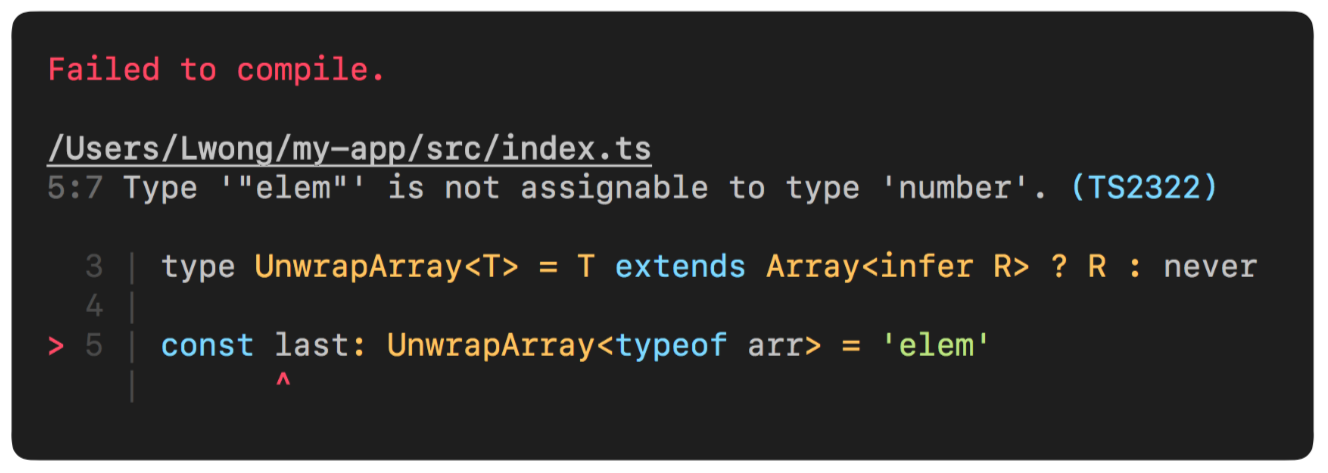 Failed to compile.
/Users/Lwong/my-app/src/index.ts
5:7 Type '"elem"' is not assignable to type 'number'. (TS2322)
3 | type UnwrapArray<T> = T extends Array<infer R> ? R : never
4 |
> 5 | const last: UnwrapArray<typeof arr> = 'elem'
| ^